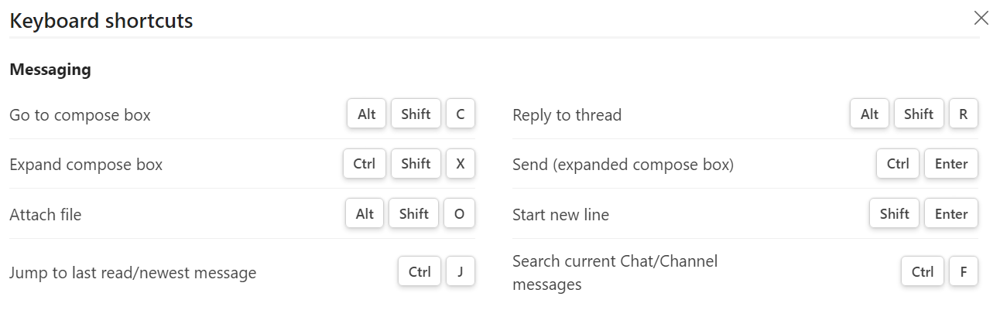 Keyboard shortcuts
Messaging
Go to compose box Alt Shift C
Reply to thread Alt Shift R
Expand compose box Ctrl Shift X
Send (expanded compose box) Ctrl Enter
Attach file Alt Shift O
Start new line Shift Enter
Jump to last read/newest message Ctrl J
Search current Chat/Channel
messages Ctrl F